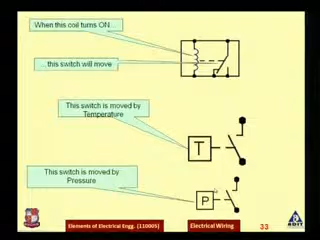 When this coil turns ON...
...this switch will move
This switch is moved by
Temperature
T
This switch is moved by
Pressure
P
Elements of Electrical Engg. (110005)
Electrical Wiring
33
ADIT